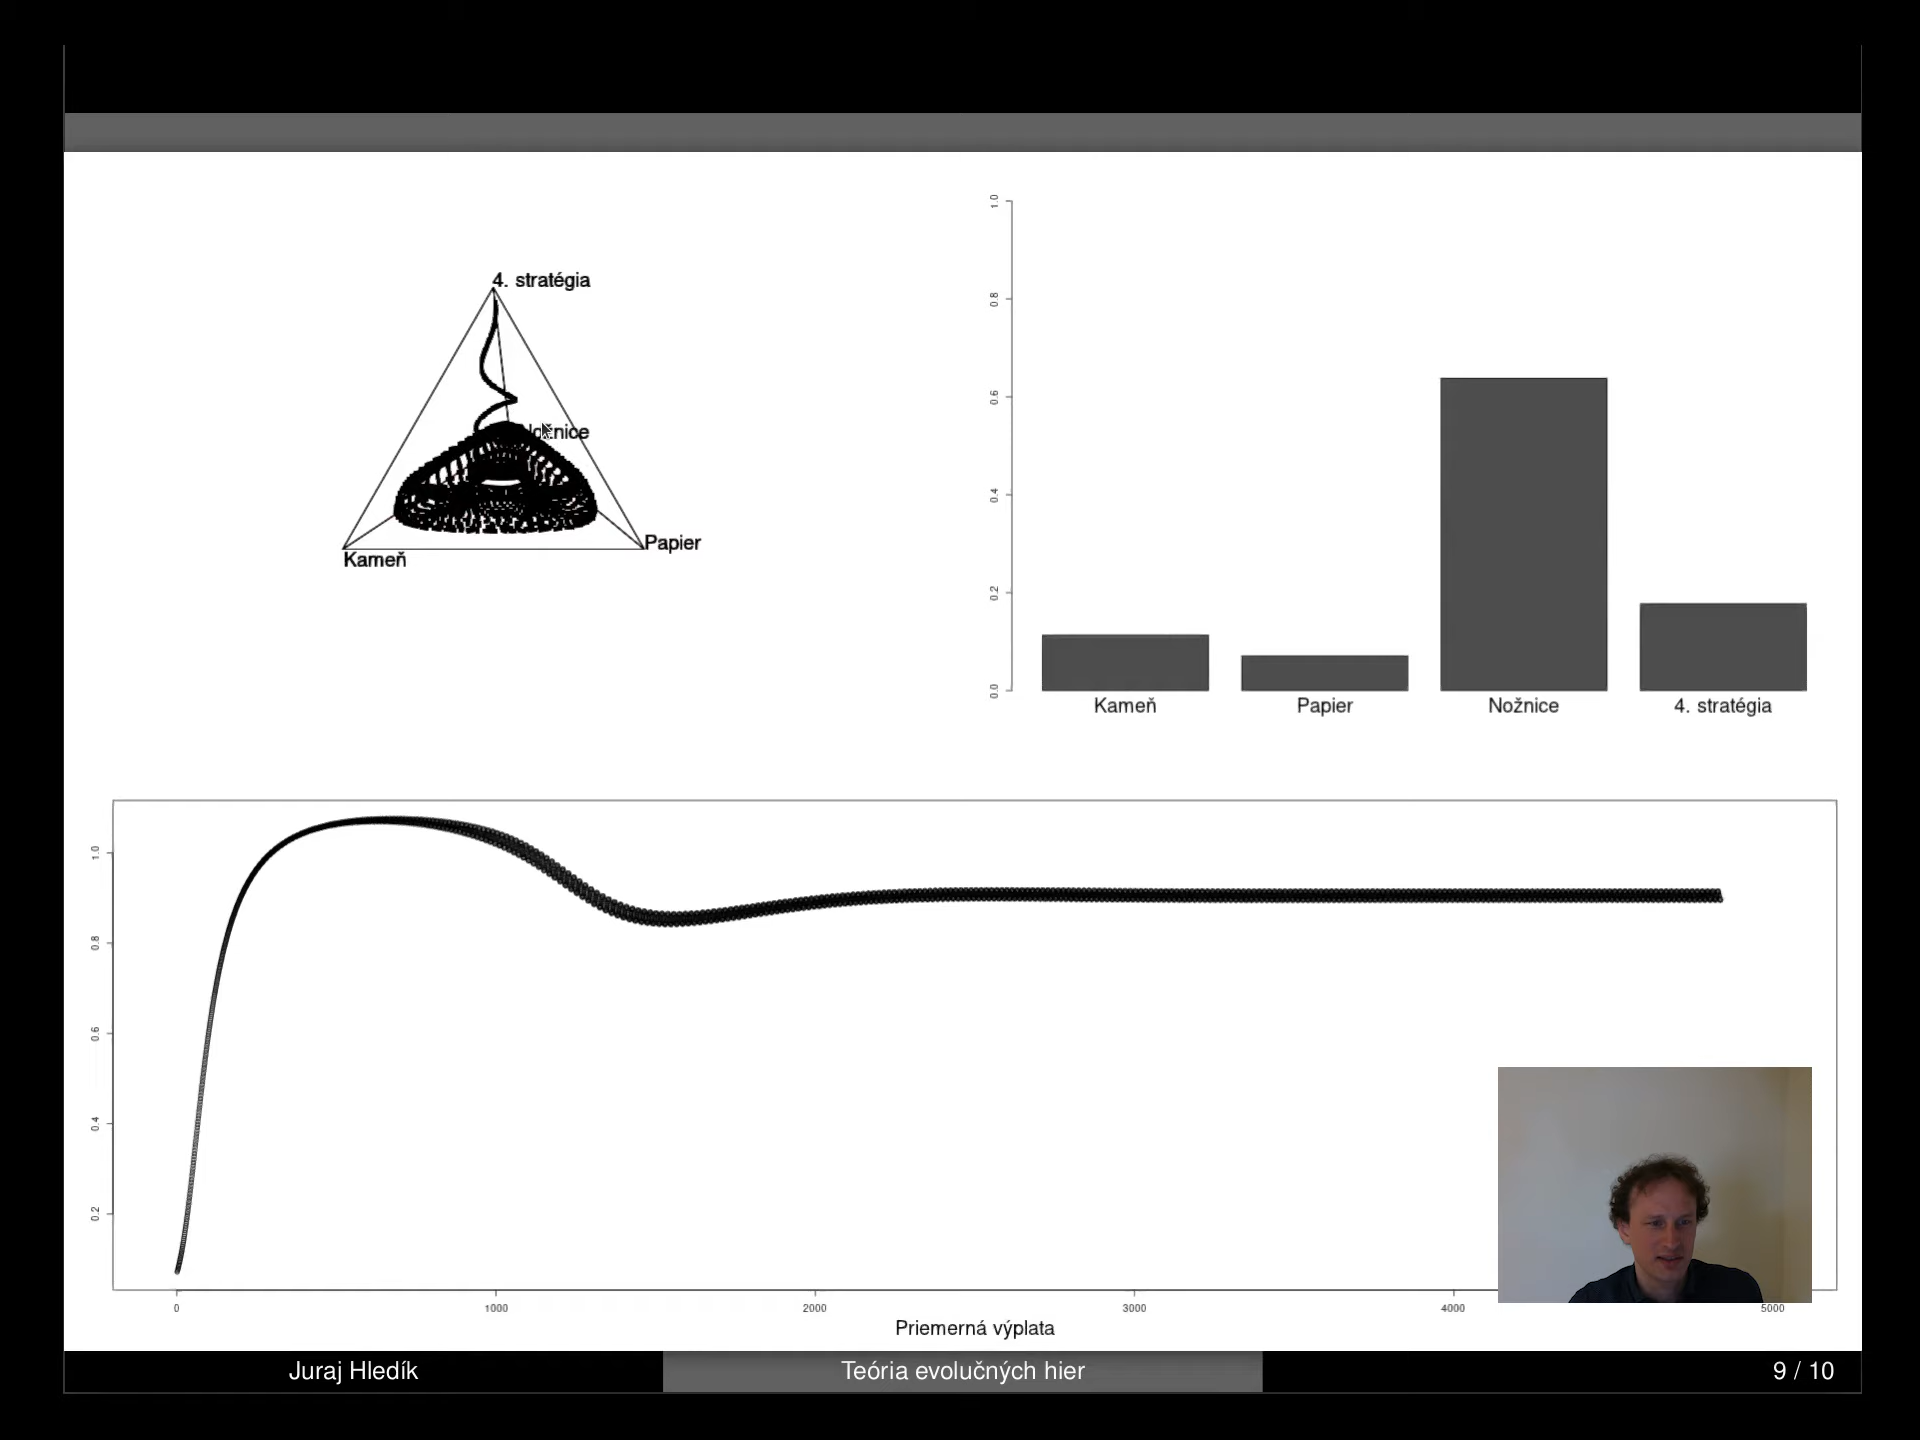 4. stratégia
Nožnice
Papier
Kameň
1.0
0.8
0.6
0.4
0.2
0.0
Kameň Papier Nožnice 4. stratégia
1.0
0.8
0.6
0.4
0.2
0 1000 2000 3000 4000 5000
Priemerná výplata
Juraj Hledík Teória evolučných hier 9 / 10